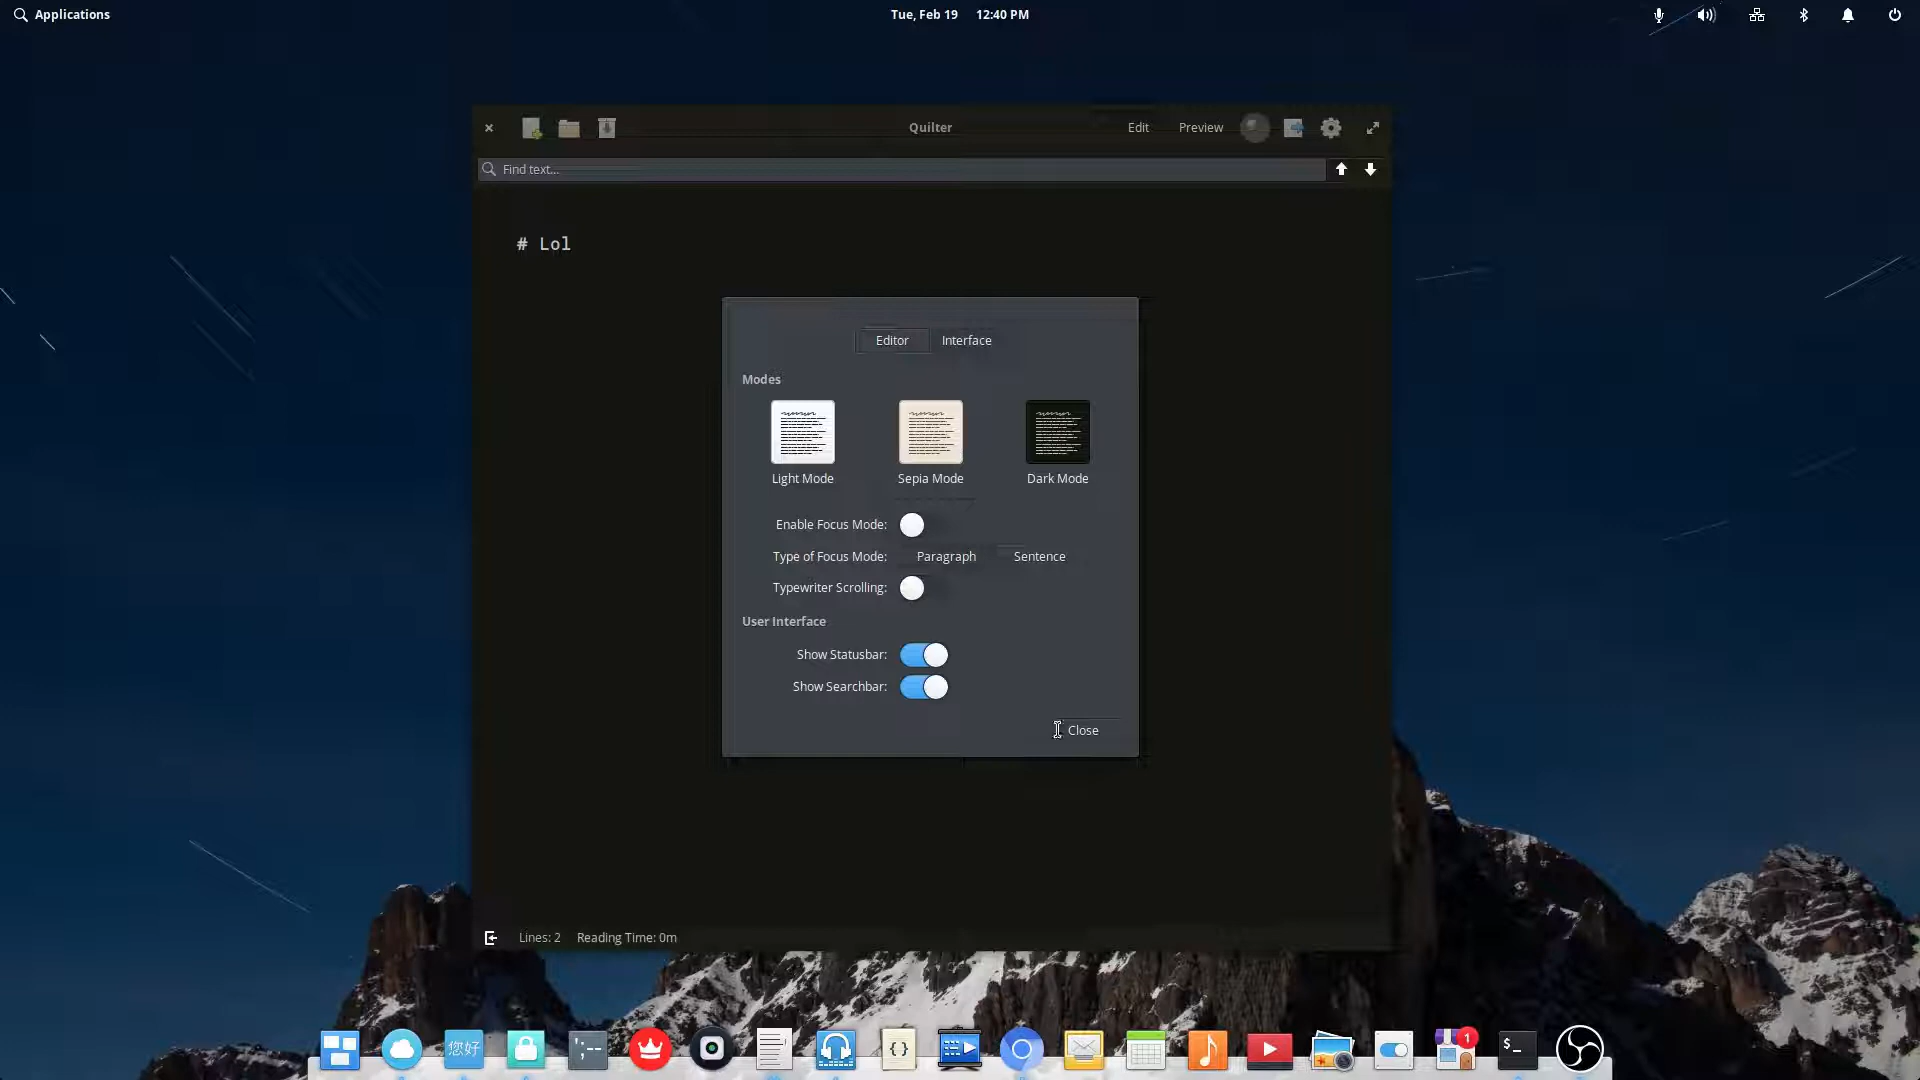 Applications
Tue, Feb 19 12:40 PM
Quilter
Edit
Preview
Find text...
# Lol
Editor
Interface
Modes
Light Mode
Sepia Mode
Dark Mode
Enable Focus Mode:
Type of Focus Mode: Paragraph Sentence
Typewriter Scrolling:
User Interface
Show Statusbar:
Show Searchbar:
Close
Lines: 2 Reading Time: 0m
您好
';--
{ }
1
$_